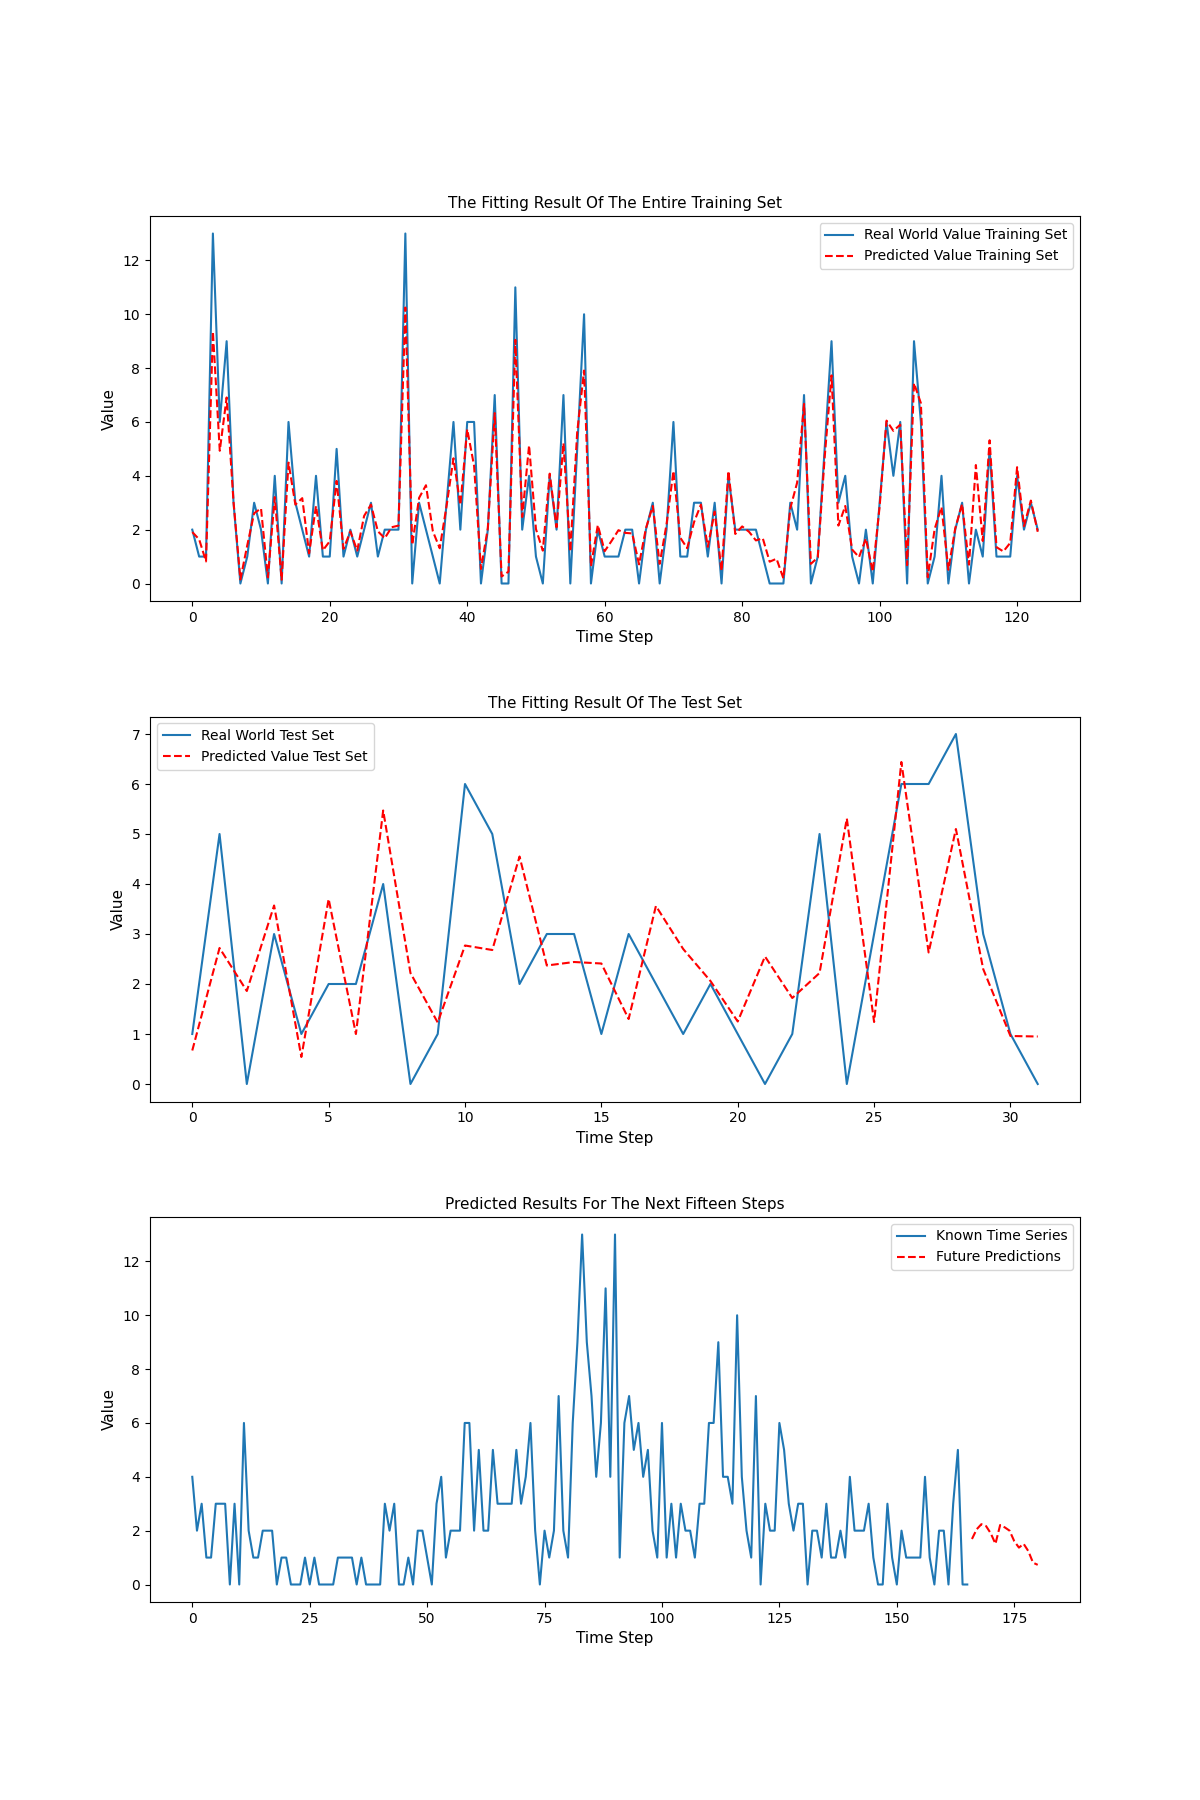 The Fitting Result Of The Entire Training Set
Real World Value Training Set
Predicted Value Training Set
12
10
8
6
4
2
0
Value
0 20 40 60 80 100 120
Time Step
The Fitting Result Of The Test Set
Real World Test Set
Predicted Value Test Set
7
6
5
4
3
2
1
0
Value
0 5 10 15 20 25 30
Time Step
Predicted Results For The Next Fifteen Steps
Known Time Series
Future Predictions
12
10
8
6
4
2
0
Value
0 25 50 75 100 125 150 175
Time Step